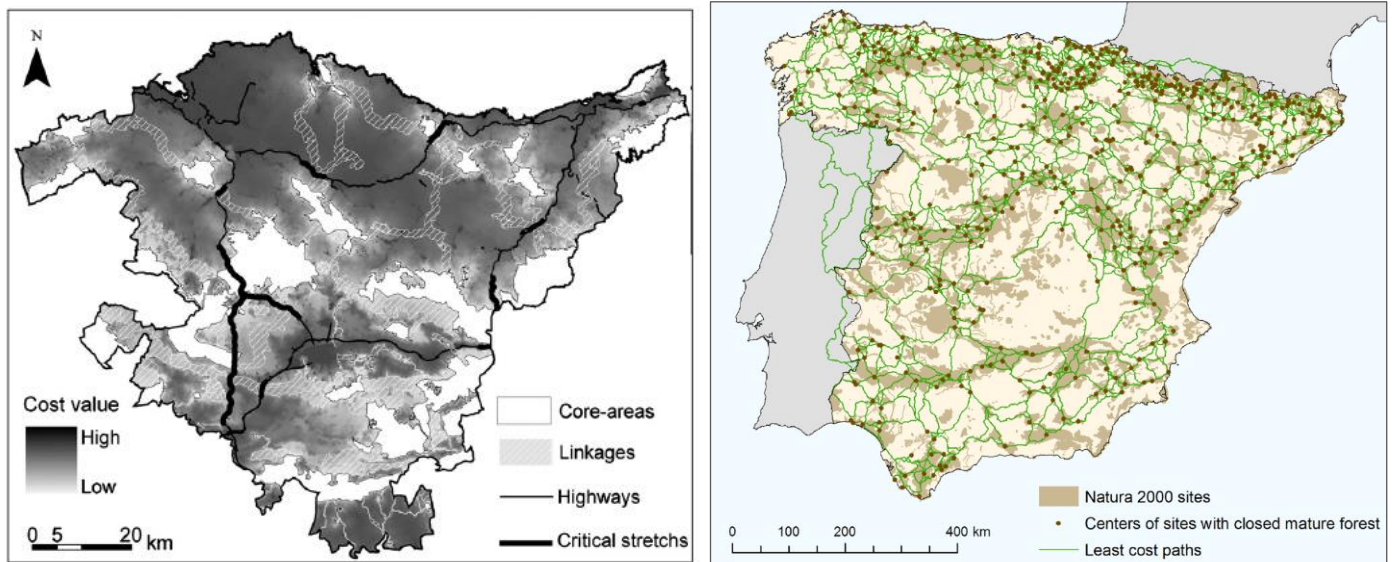 N
Cost value
High
Low
0 5 20 km
Core-areas
Linkages
Highways
Critical stretchs
Natura 2000 sites
Centers of sites with closed mature forest
Least cost paths
0 100 200 400 km